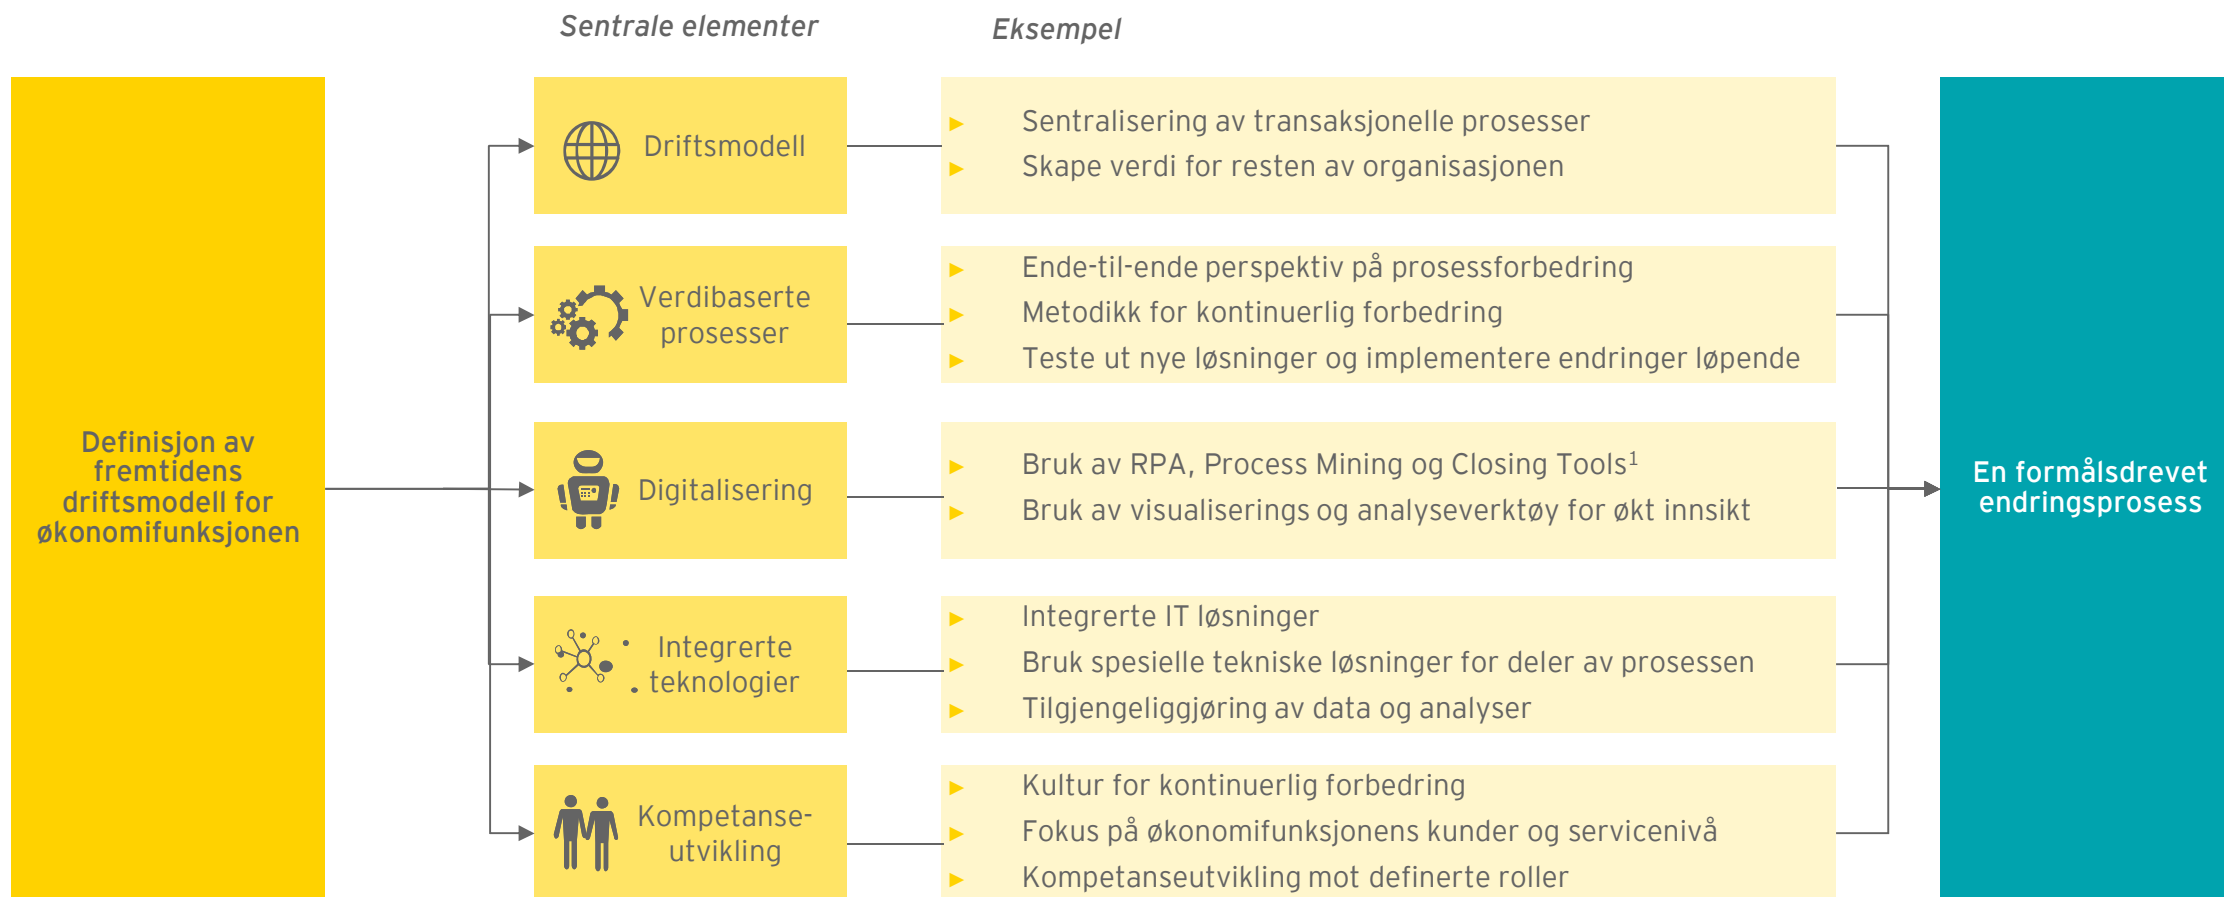 Sentrale elementer
Eksempel
Definisjon av
fremtidens
driftsmodell for
økonomifunksjonen
Driftsmodell
Sentralisering av transaksjonelle prosesser
Skape verdi for resten av organisasjonen
Verdibaserte
prosesser
Ende-til-ende perspektiv på prosessforbedring
Metodikk for kontinuerlig forbedring
Teste ut nye løsninger og implementere endringer løpende
Digitalisering
Bruk av RPA, Process Mining og Closing Tools¹
Bruk av visualiserings og analyseverktøy for økt innsikt
Integrerte
teknologier
Integrerte IT løsninger
Bruk spesielle tekniske løsninger for deler av prosessen
Tilgjengeliggjøring av data og analyser
Kompetanse-
utvikling
Kultur for kontinuerlig forbedring
Fokus på økonomifunksjonens kunder og servicenivå
Kompetanseutvikling mot definerte roller
En formålsdrevet
endringsprosess